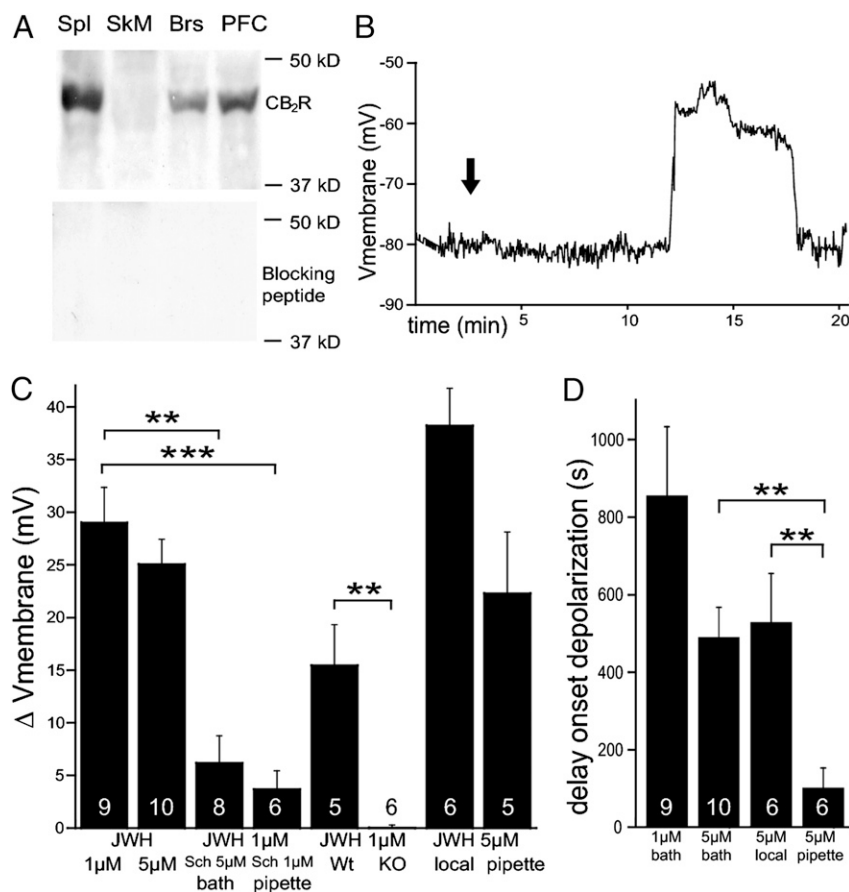 A
Spl SkM Brs PFC
50 kD
CB₂R
37 kD
50 kD
Blocking
peptide
37 kD
B
Vmembrane (mV)
-50
-60
-70
-80
-90
time (min) 5 10 15 20
C
Δ Vmembrane (mV)
40
35
30
25
20
15
10
5
0
**
***
**
9 10 8 6 5 6 6 5
JWH JWH 1µM JWH 1µM JWH 5µM
1µM 5µM Sch 5µM Sch 1µM Wt KO local pipette
bath pipette
D
delay onset depolarization (s)
1000
800
600
400
200
0
**
**
9 10 6 6
1µM 5µM 5µM 5µM
bath bath local pipette